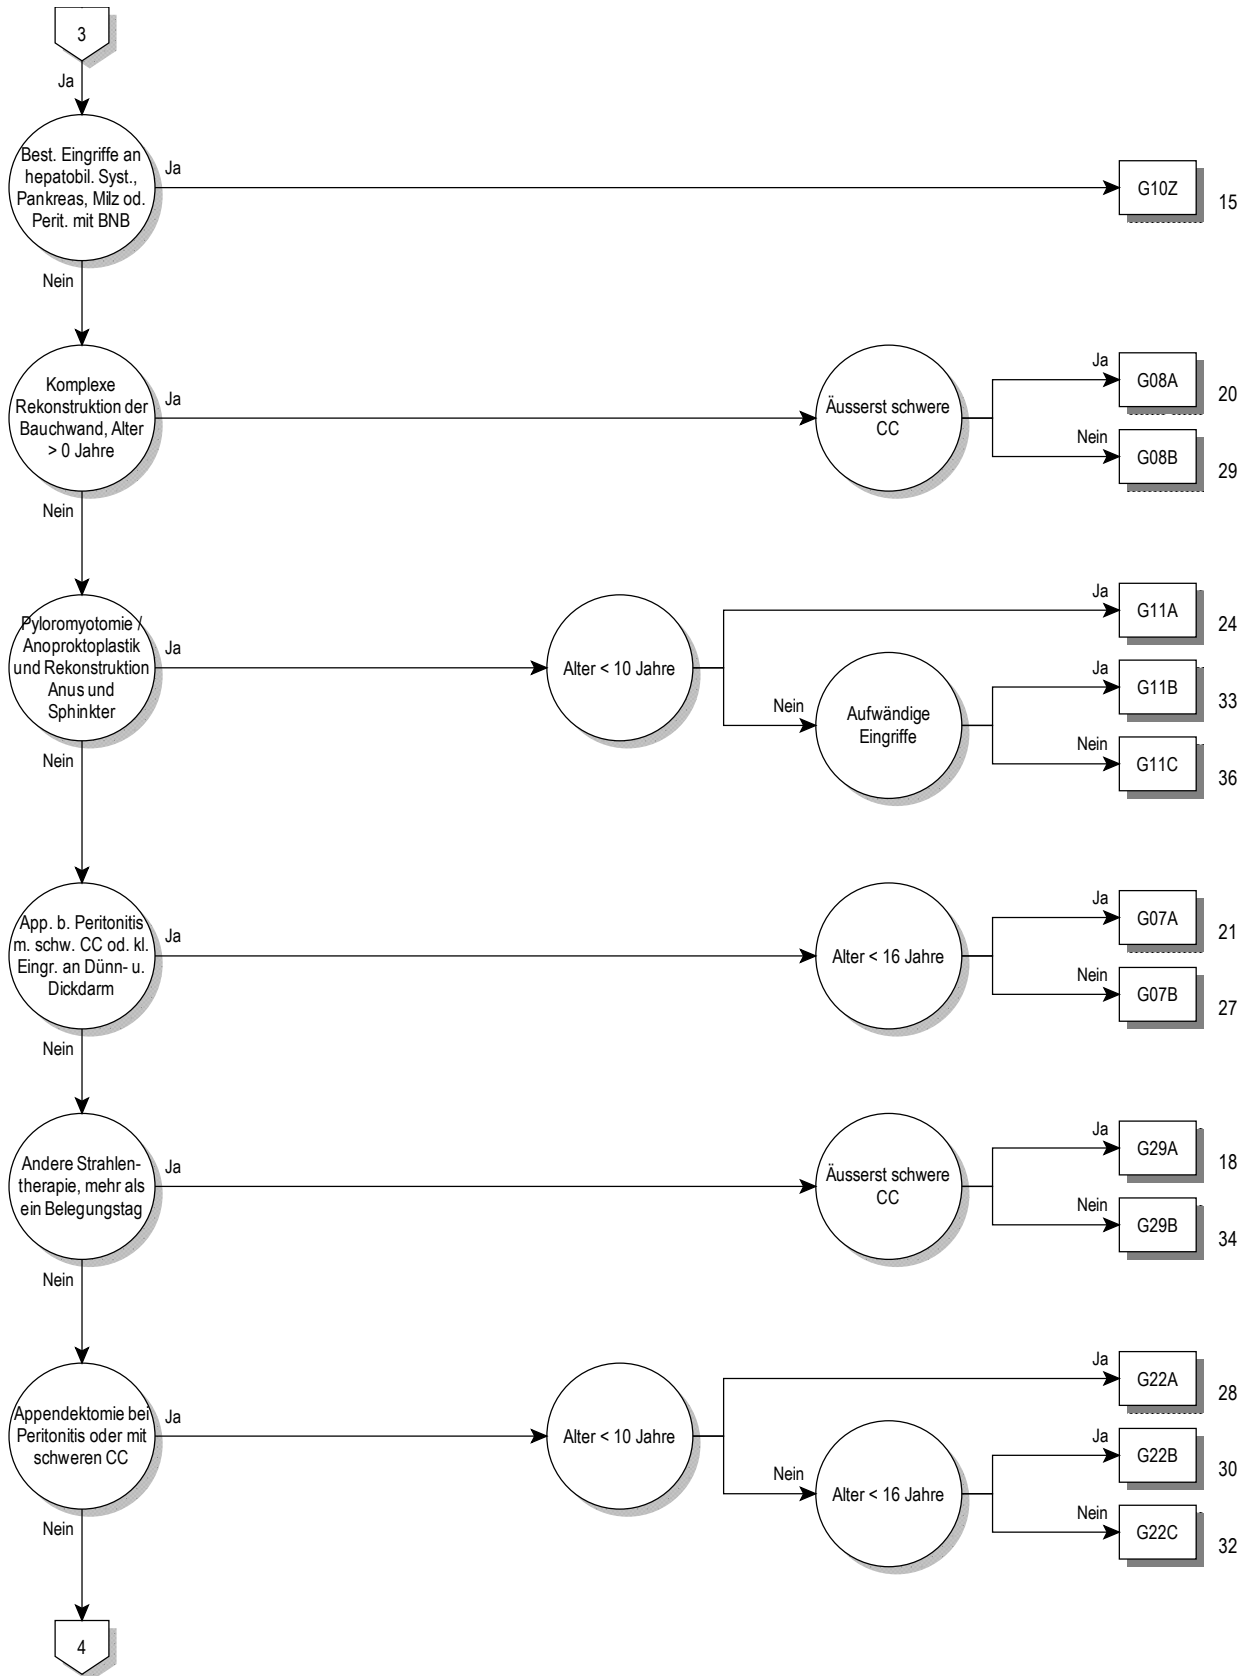 3
Ja
Best. Eingriffe an
hepatobil. Syst.,
Pankreas, Milz od.
Perit. mit BNB
Ja
G10Z
15
Nein
Komplexe
Rekonstruktion der
Bauchwand, Alter
> 0 Jahre
Ja
Äusserst schwere
CC
Ja
G08A
20
Nein
G08B
29
Nein
Pyloromyotomie /
Anoproktoplastik
und Rekonstruktion
Anus und
Sphinkter
Ja
Alter < 10 Jahre
Ja
G11A
24
Nein
Aufwändige
Eingriffe
Ja
G11B
33
Nein
G11C
36
Nein
App. b. Peritonitis
m. schw. CC od. kl.
Eingr. an Dünn- u.
Dickdarm
Ja
Alter < 16 Jahre
Ja
G07A
21
Nein
G07B
27
Nein
Andere Strahlen-
therapie, mehr als
ein Belegungstag
Ja
Äusserst schwere
CC
Ja
G29A
18
Nein
G29B
34
Nein
Appendektomie bei
Peritonitis oder mit
schweren CC
Ja
Alter < 10 Jahre
Ja
G22A
28
Nein
Alter < 16 Jahre
Ja
G22B
30
Nein
G22C
32
Nein
4